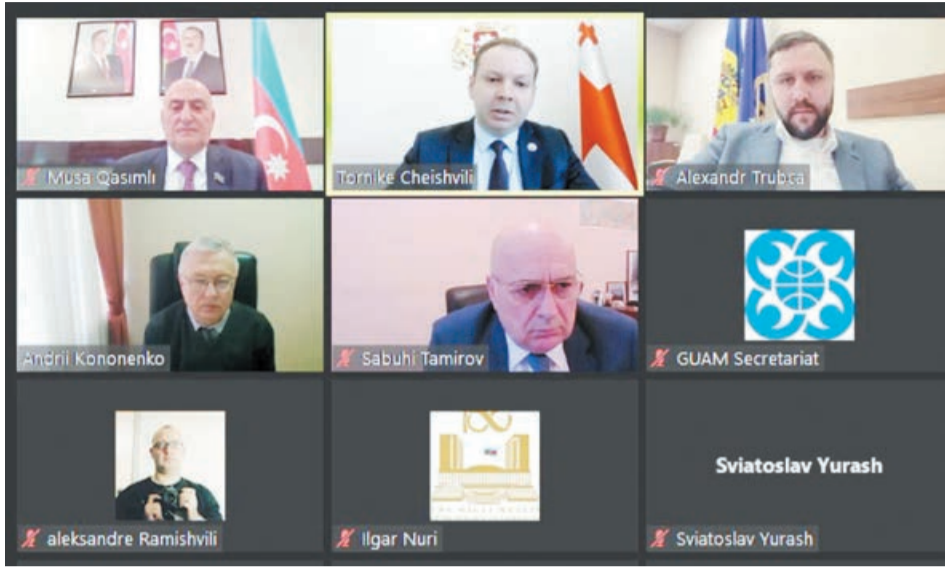 Musa Qasımlı
Tornike Cheishvili
Alexandr Trubca
Andrii Kononenko
Sabuhi Tamirov
GUAM Secretariat
Sviatoslav Yurash
aleksandre Ramishvili
Ilgar Nuri
Sviatoslav Yurash